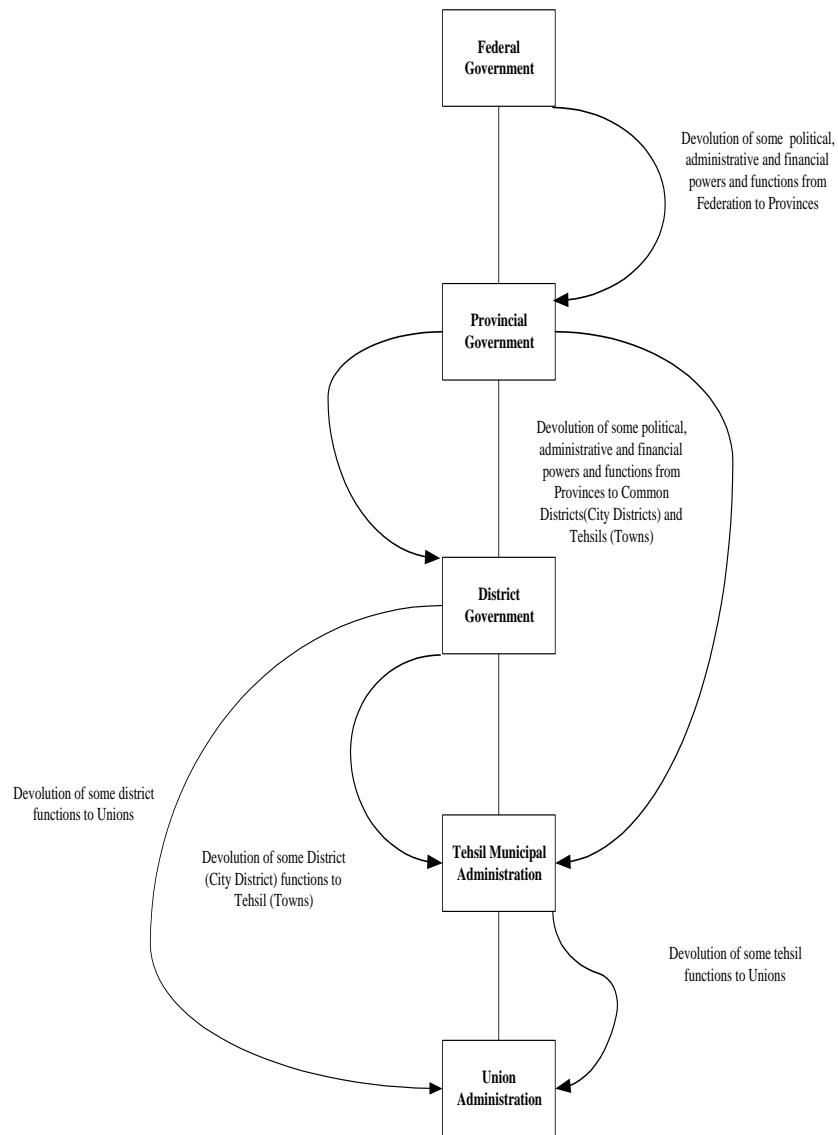 Federal
Government
Devolution of some political,
administrative and financial
powers and functions from
Federation to Provinces
Provincial
Government
Devolution of some political,
administrative and financial
powers and functions from
Provinces to Common
Districts(City Districts) and
Tehsils (Towns)
District
Government
Devolution of some district
functions to Unions
Devolution of some District
(City District) functions to
Tehsil (Towns)
Tehsil Municipal
Administration
Devolution of some tehsil
functions to Unions
Union
Administration